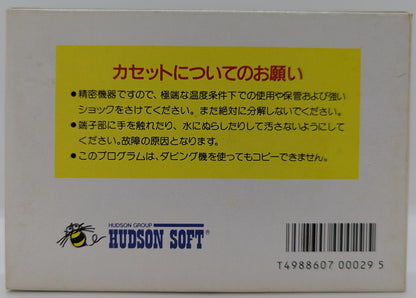 カセットについてのお願い
●精密機器ですので、極端な温度条件下での使用や保管および強い
ショックをさけてください。また絶対に分解しないでください。
●端子部に手を触れたり、水にぬらしたりして汚さないようにして
ください。故障の原因となります。
●このプログラムは、ダビング機を使ってもコピーできません。
HUDSON GROUP
HUDSON SOFT®
T4988607 00029 5